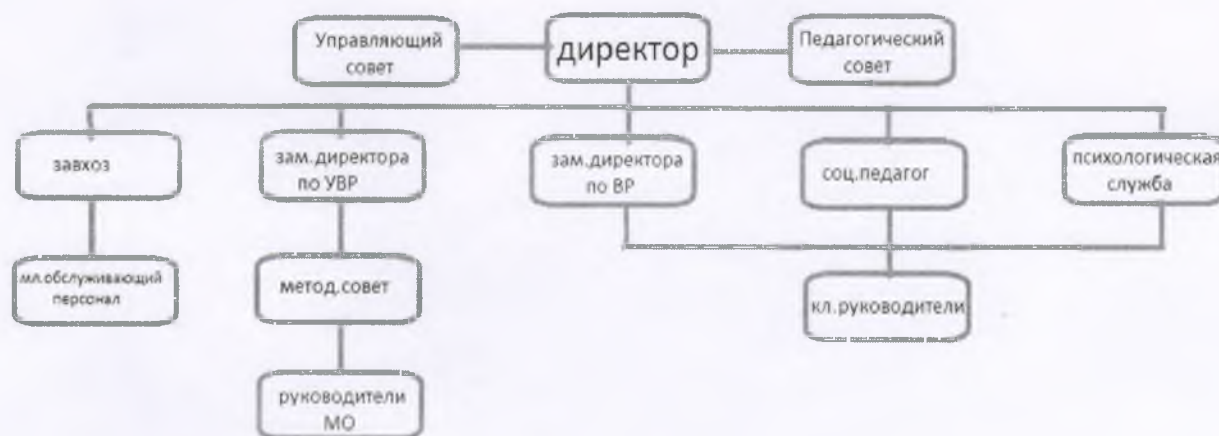 Управляющий
совет
директор
Педагогический
совет
завхоз
зам.директора
по УВР
зам.директора
по ВР
соц.педагог
психологическая
служба
мл.обслуживающий
персонал
метод.совет
кл.руководители
руководители
МО